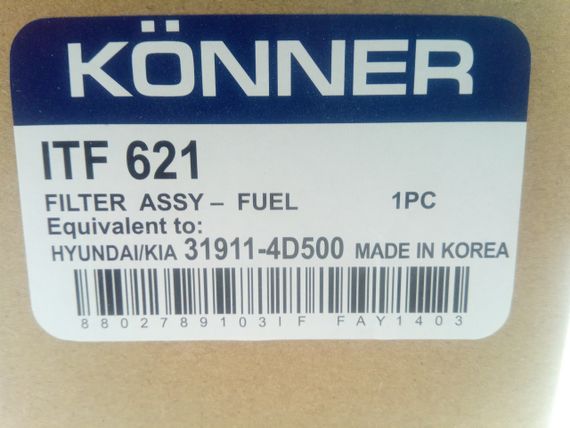 KÖNNER
ITF 621
FILTER ASSY – FUEL 1PC
Equivalent to:
HYUNDAI/KIA 31911-4D500 MADE IN KOREA
8802789103IF FAY1403